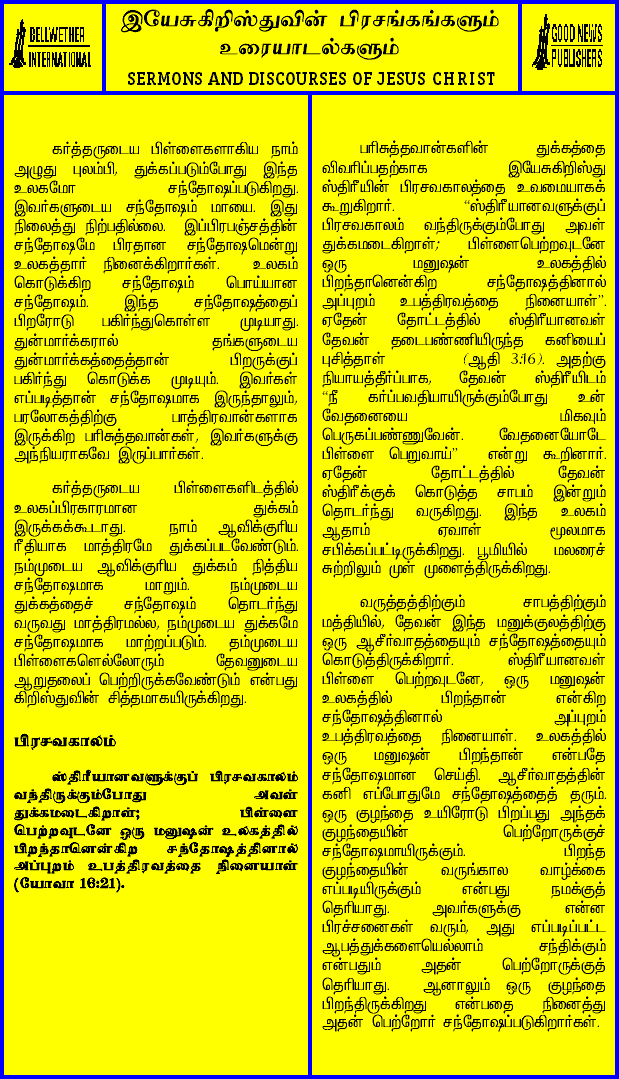 BELLWETHER
INTERNATIONAL
இயேசுகிறிஸ்துவின் பிரசங்கங்களும்
உரையாடல்களும்
SERMONS AND DISCOURSES OF JESUS CHRIST
GOOD NEWS
PUBLISHERS
கர்த்தருடைய பிள்ளைகளாகிய நாம்
அழுது புலம்பி, துக்கப்படும்போது இந்த
உலகமோ சந்தோஷப்படுகிறது.
இவர்களுடைய சந்தோஷம் மாயை. இது
நிலைத்து நிற்பதில்லை. இப்பிரபஞ்சத்தின்
சந்தோஷமே பிரதான சந்தோஷமென்று
உலகத்தார் நினைக்கிறார்கள். உலகம்
கொடுக்கிற சந்தோஷம் பொய்யான
சந்தோஷம். இந்த சந்தோஷத்தைப்
பிறரோடு பகிர்ந்துகொள்ள முடியாது.
துன்மார்க்கரால் தங்களுடைய
துன்மார்க்கத்தைத்தான் பிறருக்குப்
பகிர்ந்து கொடுக்க முடியும். இவர்கள்
எப்படித்தான் சந்தோஷமாக இருந்தாலும்,
பரலோகத்திற்கு பாத்திரவான்களாக
இருக்கிற பரிசுத்தவான்கள், இவர்களுக்கு
அந்நியராகவே இருப்பார்கள்.
கர்த்தருடைய பிள்ளைகளிடத்தில்
உலகப்பிரகாரமான துக்கம்
இருக்கக்கூடாது. நாம் ஆவிக்குரிய
ரீதியாக மாத்திரமே துக்கப்படவேண்டும்.
நம்முடைய ஆவிக்குரிய துக்கம் நித்திய
சந்தோஷமாக மாறும். நம்முடைய
துக்கத்தைச் சந்தோஷம் தொடர்ந்து
வருவது மாத்திரமல்ல, நம்முடைய துக்கமே
சந்தோஷமாக மாற்றப்படும். தம்முடைய
பிள்ளைகளெல்லோரும் தேவனுடைய
ஆறுதலைப் பெற்றிருக்கவேண்டும் என்பது
கிறிஸ்துவின் சித்தமாகயிருக்கிறது.
பிரசவகாலம்
ஸ்திரீயானவளுக்குப் பிரசவகாலம்
வந்திருக்கும்போது அவள்
துக்கமடைகிறாள்; பிள்ளை
பெற்றவுடனே ஒரு மனுஷன் உலகத்தில்
பிறந்தானென்கிற சந்தோஷத்தினால்
அப்புறம் உபத்திரவத்தை நினையாள்
(யோவா 16:21).
பரிசுத்தவான்களின் துக்கத்தை
விவரிப்பதற்காக இயேசுகிறிஸ்து
ஸ்திரீயின் பிரசவகாலத்தை உவமையாகக்
கூறுகிறார். “ஸ்திரீயானவளுக்குப்
பிரசவகாலம் வந்திருக்கும்போது அவள்
துக்கமடைகிறாள்; பிள்ளைபெற்றவுடனே
ஒரு மனுஷன் உலகத்தில்
பிறந்தானென்கிற சந்தோஷத்தினால்
அப்புறம் உபத்திரவத்தை நினையாள்”.
ஏதேன் தோட்டத்தில் ஸ்திரீயானவள்
தேவன் தடைபண்ணியிருந்த கனியைப்
புசித்தாள் (ஆதி 3:16). அதற்கு
நியாயத்தீர்ப்பாக, தேவன் ஸ்திரீயிடம்
“நீ கர்ப்பவதியாயிருக்கும்போது உன்
வேதனையை மிகவும்
பெருகப்பண்ணுவேன். வேதனையோடே
பிள்ளை பெறுவாய்” என்று கூறினார்.
ஏதேன் தோட்டத்தில் தேவன்
ஸ்திரீக்குக் கொடுத்த சாபம் இன்றும்
தொடர்ந்து வருகிறது. இந்த உலகம்
ஆதாம் ஏவாள் மூலமாக
சபிக்கப்பட்டிருக்கிறது. பூமியில் மலரைச்
சுற்றிலும் முள் முளைத்திருக்கிறது.
வருத்தத்திற்கும் சாபத்திற்கும்
மத்தியில், தேவன் இந்த மனுக்குலத்திற்கு
ஒரு ஆசீர்வாதத்தையும் சந்தோஷத்தையும்
கொடுத்திருக்கிறார். ஸ்திரீயானவள்
பிள்ளை பெற்றவுடனே, ஒரு மனுஷன்
உலகத்தில் பிறந்தான் என்கிற
சந்தோஷத்தினால் அப்புறம்
உபத்திரவத்தை நினையாள். உலகத்தில்
ஒரு மனுஷன் பிறந்தான் என்பதே
சந்தோஷமான செய்தி. ஆசீர்வாதத்தின்
கனி எப்போதுமே சந்தோஷத்தைத் தரும்.
ஒரு குழந்தை உயிரோடு பிறப்பது அந்தக்
குழந்தையின் பெற்றோருக்குச்
சந்தோஷமாயிருக்கும். பிறந்த
குழந்தையின் வருங்கால வாழ்க்கை
எப்படியிருக்கும் என்பது நமக்குத்
தெரியாது. அவர்களுக்கு என்ன
பிரச்சனைகள் வரும், அது எப்படிப்பட்ட
ஆபத்துக்களையெல்லாம் சந்திக்கும்
என்பதும் அதன் பெற்றோருக்குத்
தெரியாது. ஆனாலும் ஒரு குழந்தை
பிறந்திருக்கிறது என்பதை நினைத்து
அதன் பெற்றோர் சந்தோஷப்படுகிறார்கள்.